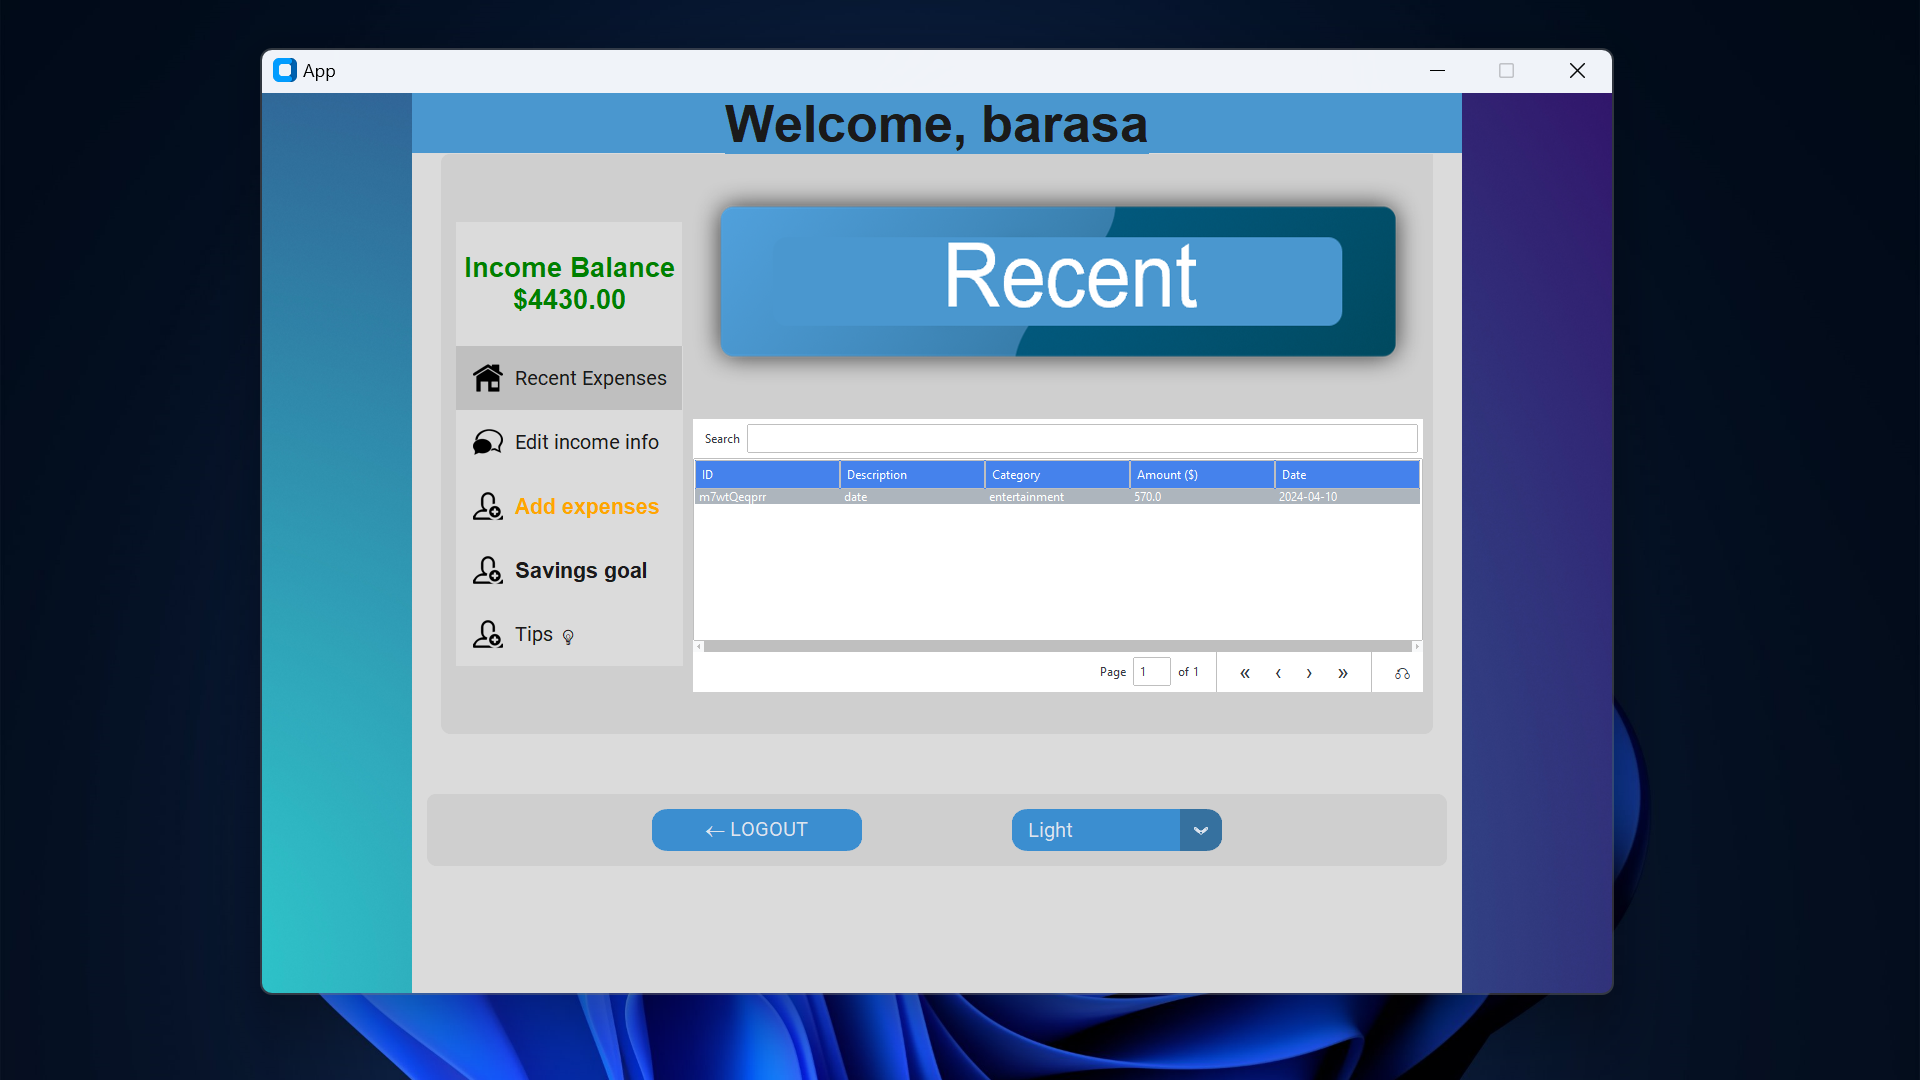 App
Welcome, barasa
Income Balance
$4430.00
Recent Expenses
Edit income info
Add expenses
Savings goal
Tips
Recent
Search
ID Description Category Amount ($) Date
m7wtQeqprr date entertainment 570.0 2024-04-10
Page 1 of 1 « ‹ › »
← LOGOUT
Light